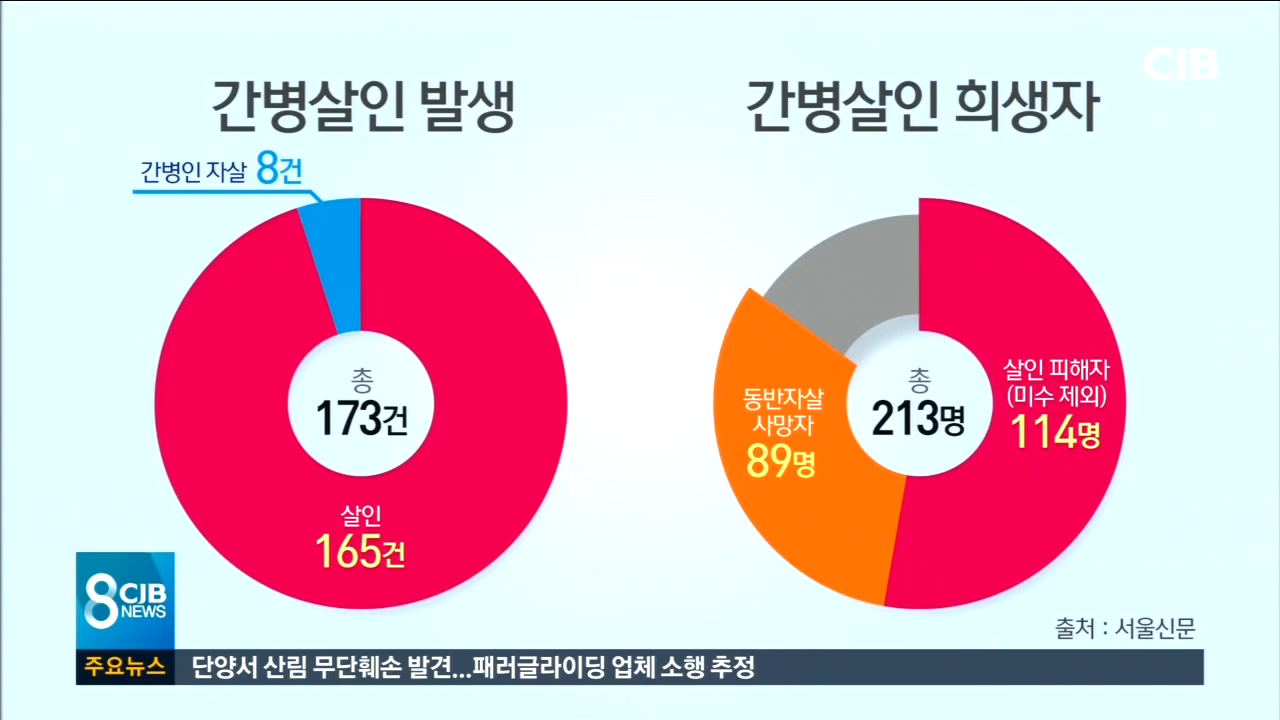 CJB
간병살인 발생
간병인 자살 8건
총
173건
살인
165건
간병살인 희생자
살인 피해자
(미수 제외)
114명
총
213명
동반자살
사망자
89명
출처 : 서울신문
8 CJB
NEWS
주요뉴스 단양서 산림 무단훼손 발견...패러글라이딩 업체 소행 추정